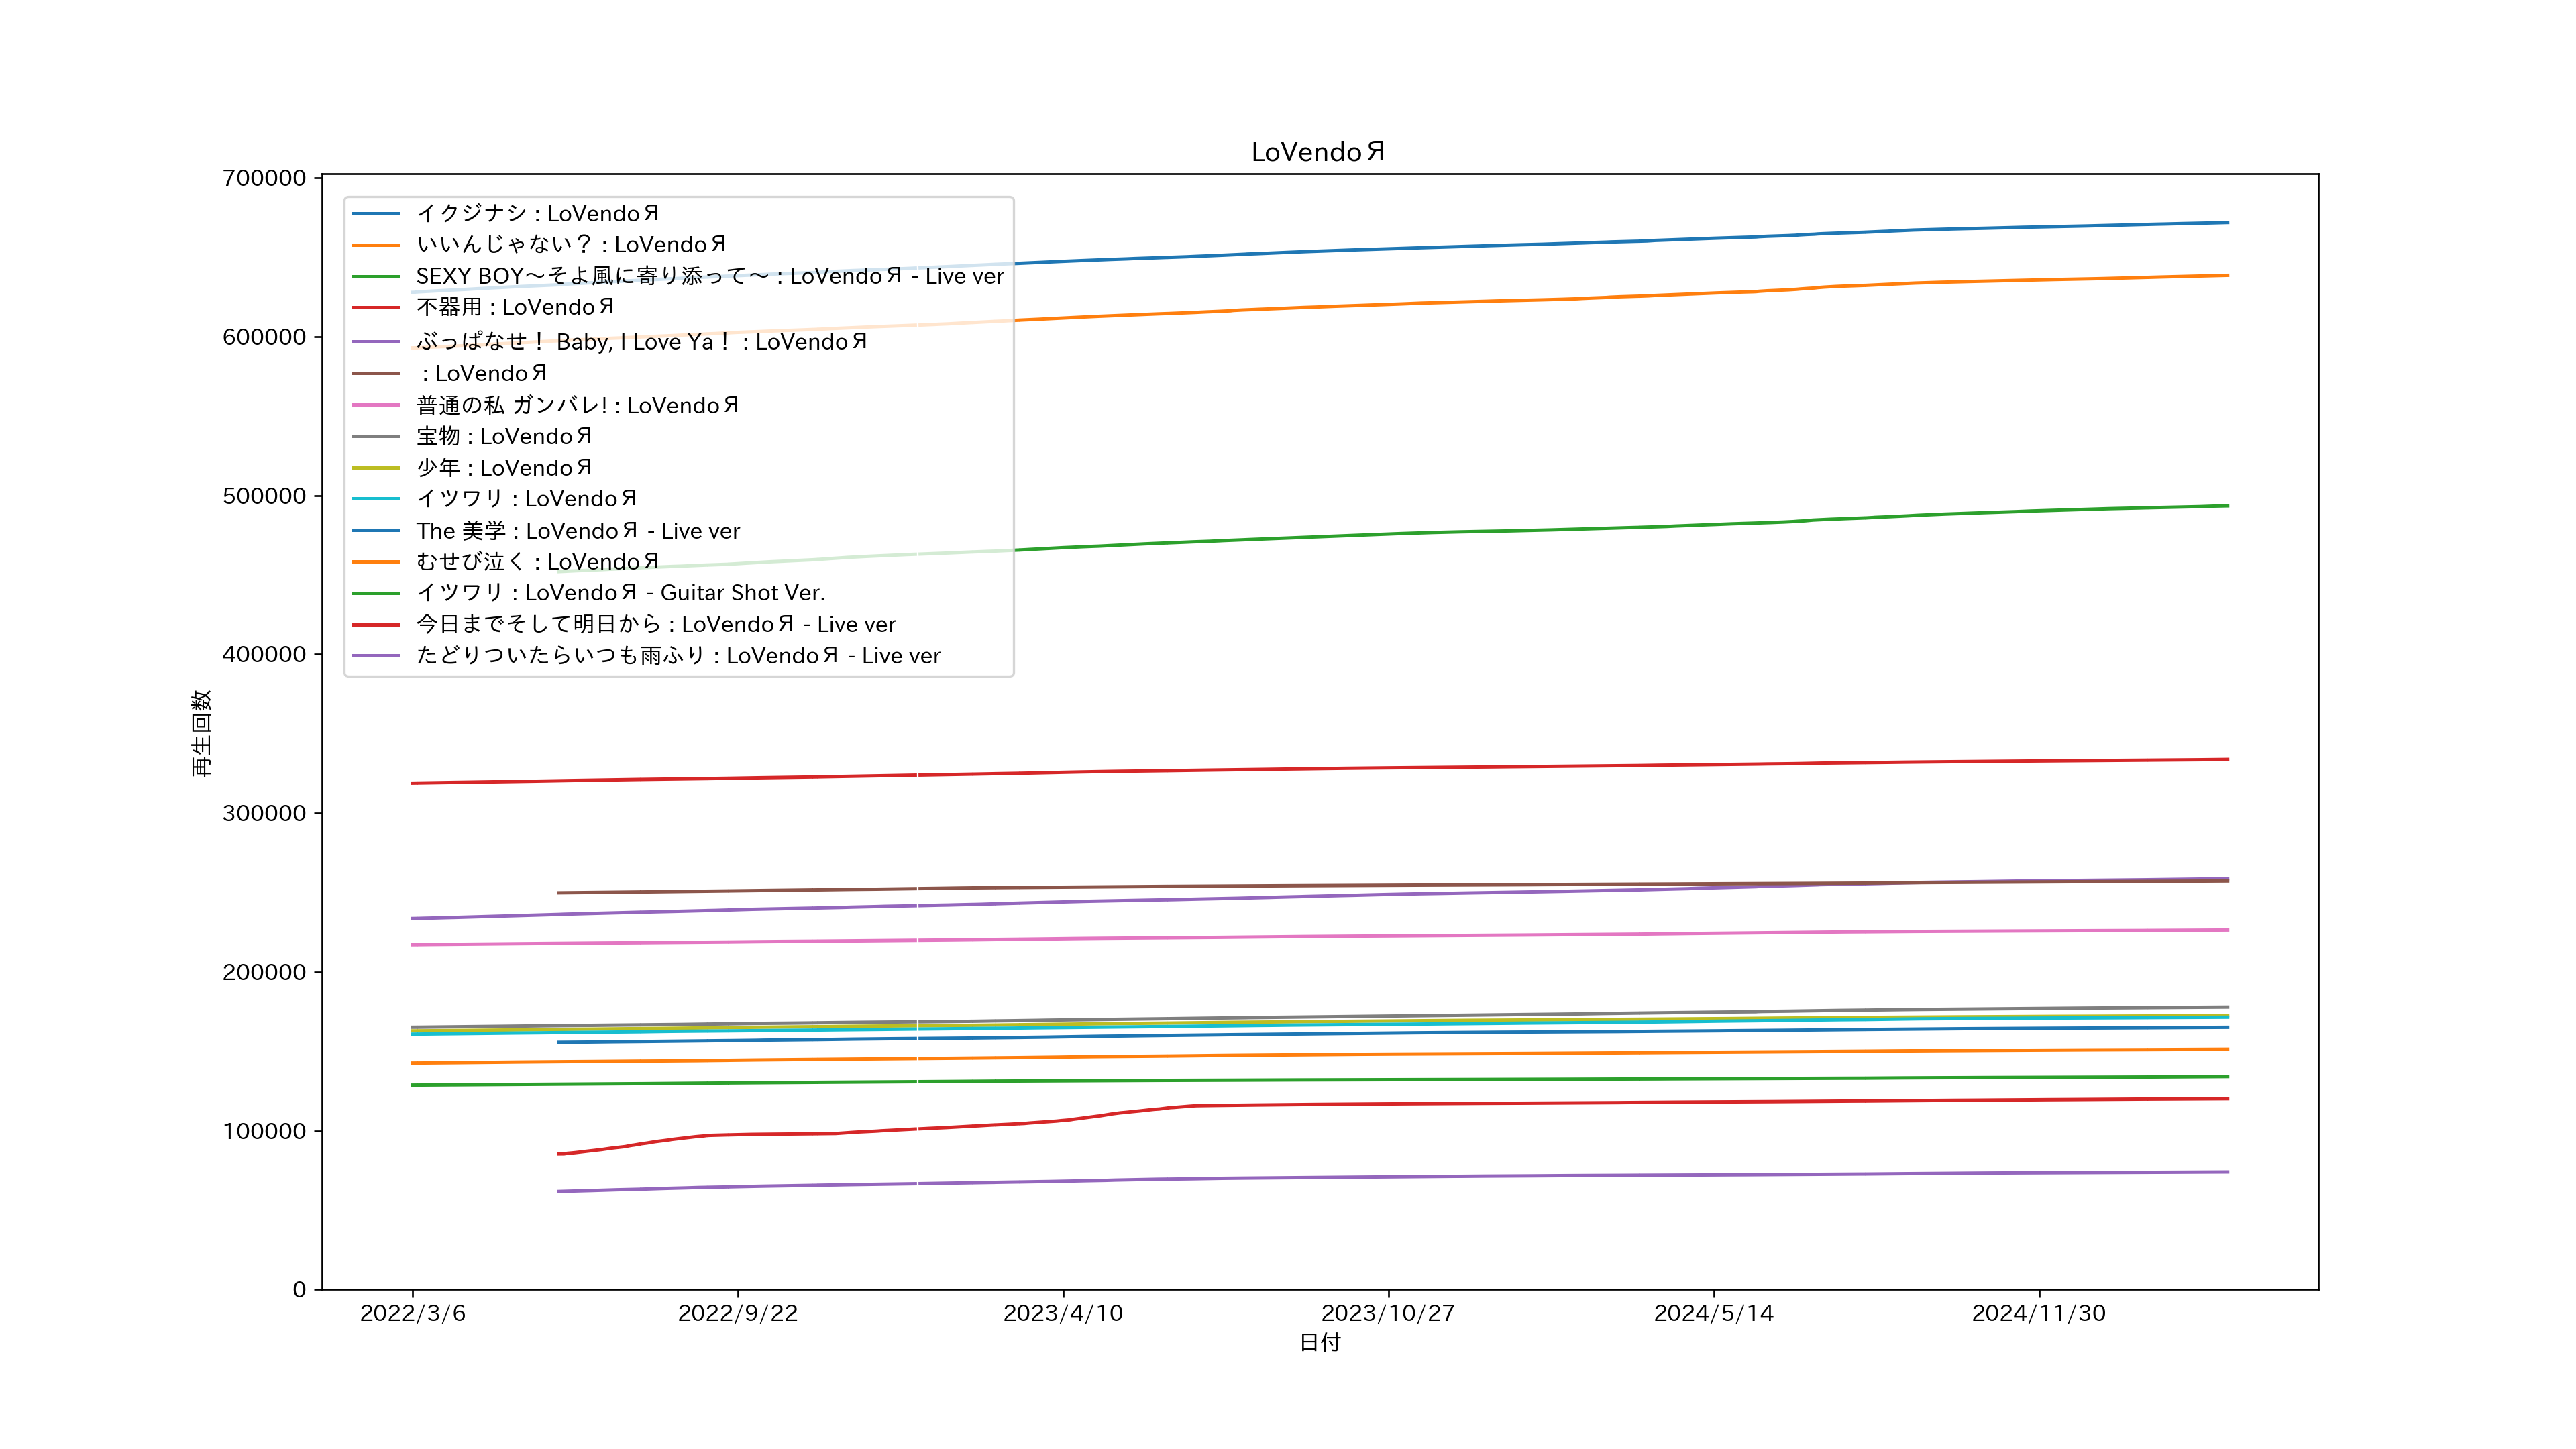 LoVendoЯ
700000
600000
500000
400000
300000
200000
100000
0
再生回数
イクジナシ : LoVendoЯ
いいんじゃない？ : LoVendoЯ
SEXY BOY～そよ風に寄り添って～ : LoVendoЯ - Live ver
不器用 : LoVendoЯ
ぶっぱなせ！ Baby, I Love Ya！ : LoVendoЯ
: LoVendoЯ
普通の私 ガンバレ! : LoVendoЯ
宝物 : LoVendoЯ
少年 : LoVendoЯ
イツワリ : LoVendoЯ
The 美学 : LoVendoЯ - Live ver
むせび泣く : LoVendoЯ
イツワリ : LoVendoЯ - Guitar Shot Ver.
今日までそして明日から : LoVendoЯ - Live ver
たどりついたらいつも雨ふり : LoVendoЯ - Live ver
2022/3/6
2022/9/22
2023/4/10
2023/10/27
2024/5/14
2024/11/30
日付